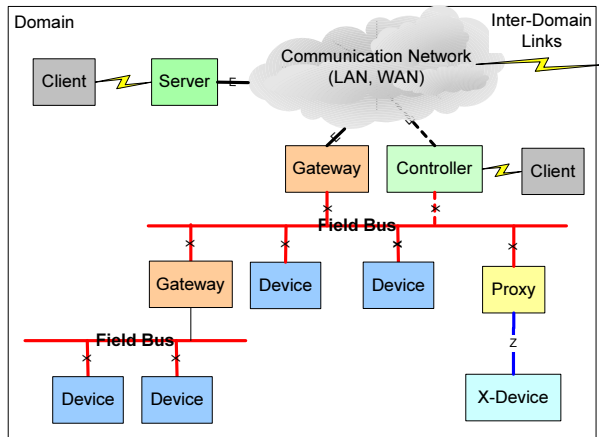 Domain
Inter-Domain
Links
Communication Network
(LAN, WAN)
Client
Server
E
E
Gateway
Controller
Client
X
X
Field Bus
X
X
X
X
Gateway
Device
Device
Proxy
Field Bus
X
X
Z
Device
Device
X-Device